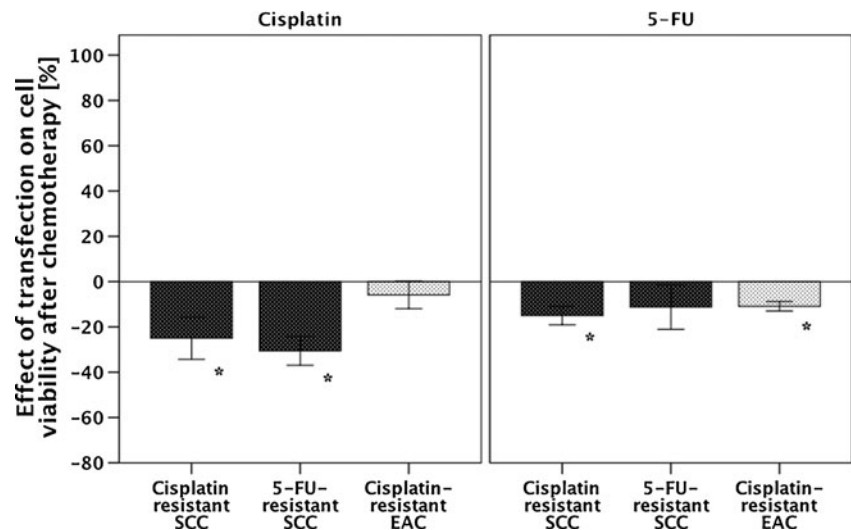 Cisplatin
5-FU
Effect of transfection on cell
viability after chemotherapy [%]
100
80
60
40
20
0
-20
-40
-60
-80
*
*
*
*
Cisplatin
resistant
SCC
5-FU-
resistant
SCC
Cisplatin-
resistant
EAC
Cisplatin
resistant
SCC
5-FU-
resistant
SCC
Cisplatin-
resistant
EAC